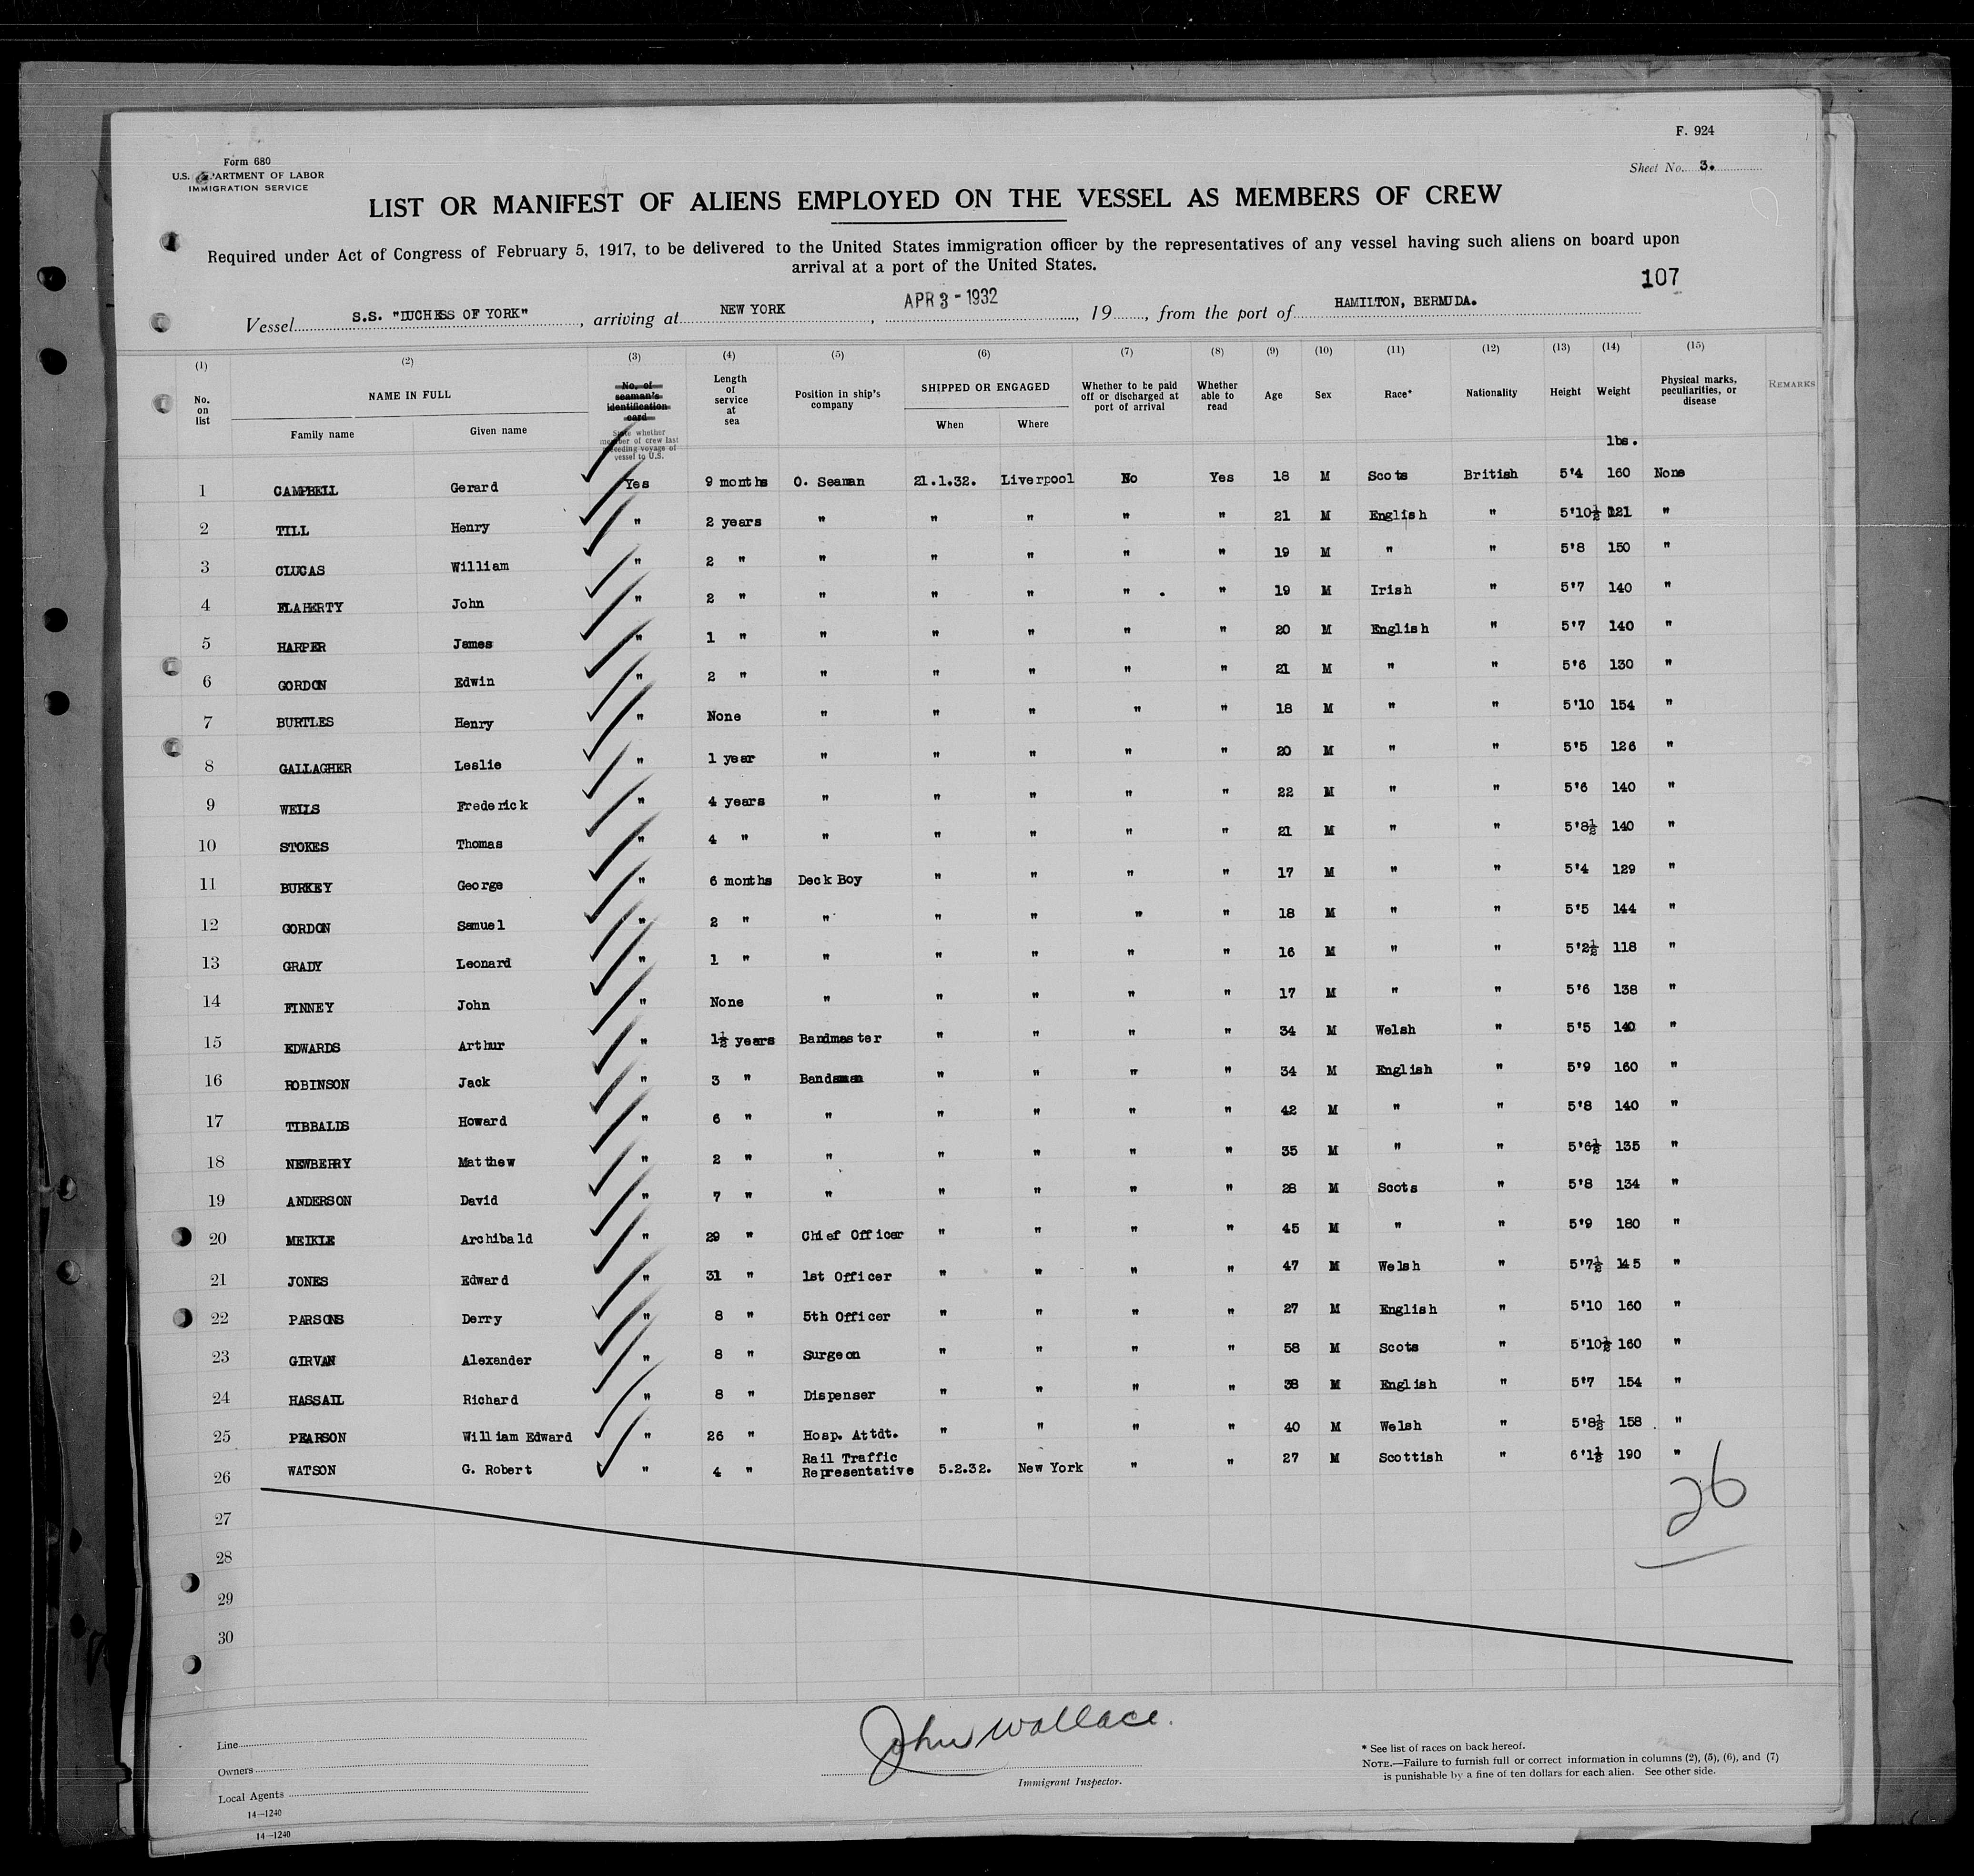 F. 924
Form 680
U.S. DEPARTMENT OF LABOR
IMMIGRATION SERVICE
Sheet No. 3.
LIST OR MANIFEST OF ALIENS EMPLOYED ON THE VESSEL AS MEMBERS OF CREW
Required under Act of Congress of February 5, 1917, to be delivered to the United States immigration officer by the representatives of any vessel having such aliens on board upon
arrival at a port of the United States.
107
Vessel S.S. "DUCHESS OF YORK", arriving at NEW YORK, APR 3 - 1932, 19, from the port of HAMILTON, BERMUDA.
(1) (2) (3) (4) (5) (6) (7) (8) (9) (10) (11) (12) (13) (14) (15)
No. on list NAME IN FULL Family name Given name No. of seaman's identification card State whether member of crew last preceding voyage of vessel to U.S. Length of service at sea Position in ship's company SHIPPED OR ENGAGED When Where Whether to be paid off or discharged at port of arrival Whether able to read Age Sex Race* Nationality Height Weight Physical marks, peculiarities, or disease REMARKS
lbs.
1 CAMPBELL Gerard Yes 9 months O. Seaman 21.1.32. Liverpool No Yes 18 M Scots British 5'4 160 None
2 TILL Henry " 2 years " " " " " 21 M English " 5'10½ 121 "
3 CLUCAS William " 2 " " " " " " 19 M " " 5'8 150 "
4 FLAHERTY John " 2 " " " " " " 19 M Irish " 5'7 140 "
5 HARPER James " 1 " " " " " " 20 M English " 5'7 140 "
6 GORDON Edwin " 2 " " " " " " 21 M " " 5'6 130 "
7 BURTLES Henry " None " " " " " 18 M " " 5'10 154 "
8 GALLAGHER Leslie " 1 year " " " " " 20 M " " 5'5 126 "
9 WELLS Frederick " 4 years " " " " " 22 M " " 5'6 140 "
10 STOKES Thomas " 4 " " " " " " 21 M " " 5'8½ 140 "
11 BURKEY George " 6 months Deck Boy " " " " 17 M " " 5'4 129 "
12 GORDON Samuel " 2 " " " " " " 18 M " " 5'5 144 "
13 GRADY Leonard " 1 " " " " " " 16 M " " 5'2½ 118 "
14 FINNEY John " None " " " " " 17 M " " 5'6 138 "
15 EDWARDS Arthur " 1½ years Bandmaster " " " " 34 M Welsh " 5'5 140 "
16 ROBINSON Jack " 3 " Bandsman " " " " 34 M English " 5'9 160 "
17 TIBBALDS Howard " 6 " " " " " " 42 M " " 5'8 140 "
18 NEWBERRY Matthew " 2 " " " " " " 35 M " " 5'6½ 135 "
19 ANDERSON David " 7 " " " " " " 28 M Scots " 5'8 134 "
20 MEIKLE Archibald " 29 " Chief Officer " " " " 45 M " " 5'9 180 "
21 JONES Edward " 31 " 1st Officer " " " " 47 M Welsh " 5'7½ 145 "
22 PARSONS Derry " 8 " 5th Officer " " " " 27 M English " 5'10 160 "
23 GIRVAN Alexander " 8 " Surgeon " " " " 58 M Scots " 5'10½ 160 "
24 HASSALL Richard " 8 " Dispenser " " " " 38 M English " 5'7 154 "
25 PEARSON William Edward " 26 " Hosp. Attdt. " " " " 40 M Welsh " 5'8½ 158 "
26 WATSON G. Robert " 4 " Rail Traffic Representative 5.2.32. New York " " 27 M Scottish " 6'1½ 190 "
26
27
28
29
30
John Wallace.
Immigrant Inspector.
Line
Owners
Local Agents
14-1240
14-1240
* See list of races on back hereof.
NOTE.—Failure to furnish full or correct information in columns (2), (5), (6), and (7)
is punishable by a fine of ten dollars for each alien. See other side.